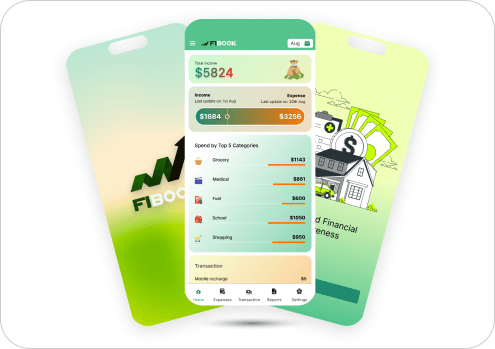 FIBOOK
Aug
Total income
$5824
Income
Expense
Last update on: 1st Aug
Last update on: 20th Aug
$1684
$3256
Spend by Top 5 Categories
Grocery $1143
Medical $861
Fuel $600
School $1050
Shopping $950
Transaction
Mobile recharge $5
Home Expenses Transaction Reports Settings
FIBOO
d Financial
reness